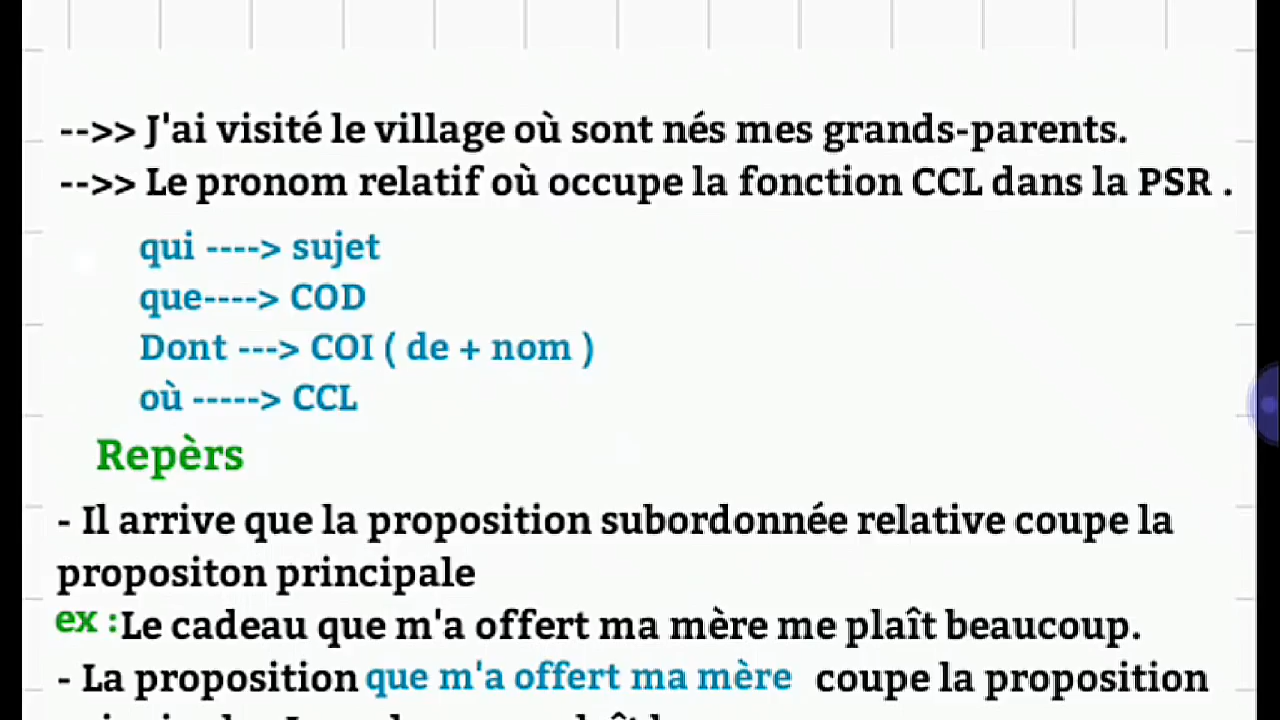 -->> J'ai visité le village où sont nés mes grands-parents.
-->> Le pronom relatif où occupe la fonction CCL dans la PSR .
qui ----> sujet
que----> COD
Dont ---> COI ( de + nom )
où -----> CCL
Repèrs
- Il arrive que la proposition subordonnée relative coupe la
propositon principale
ex :Le cadeau que m'a offert ma mère me plaît beaucoup.
- La proposition que m'a offert ma mère coupe la proposition